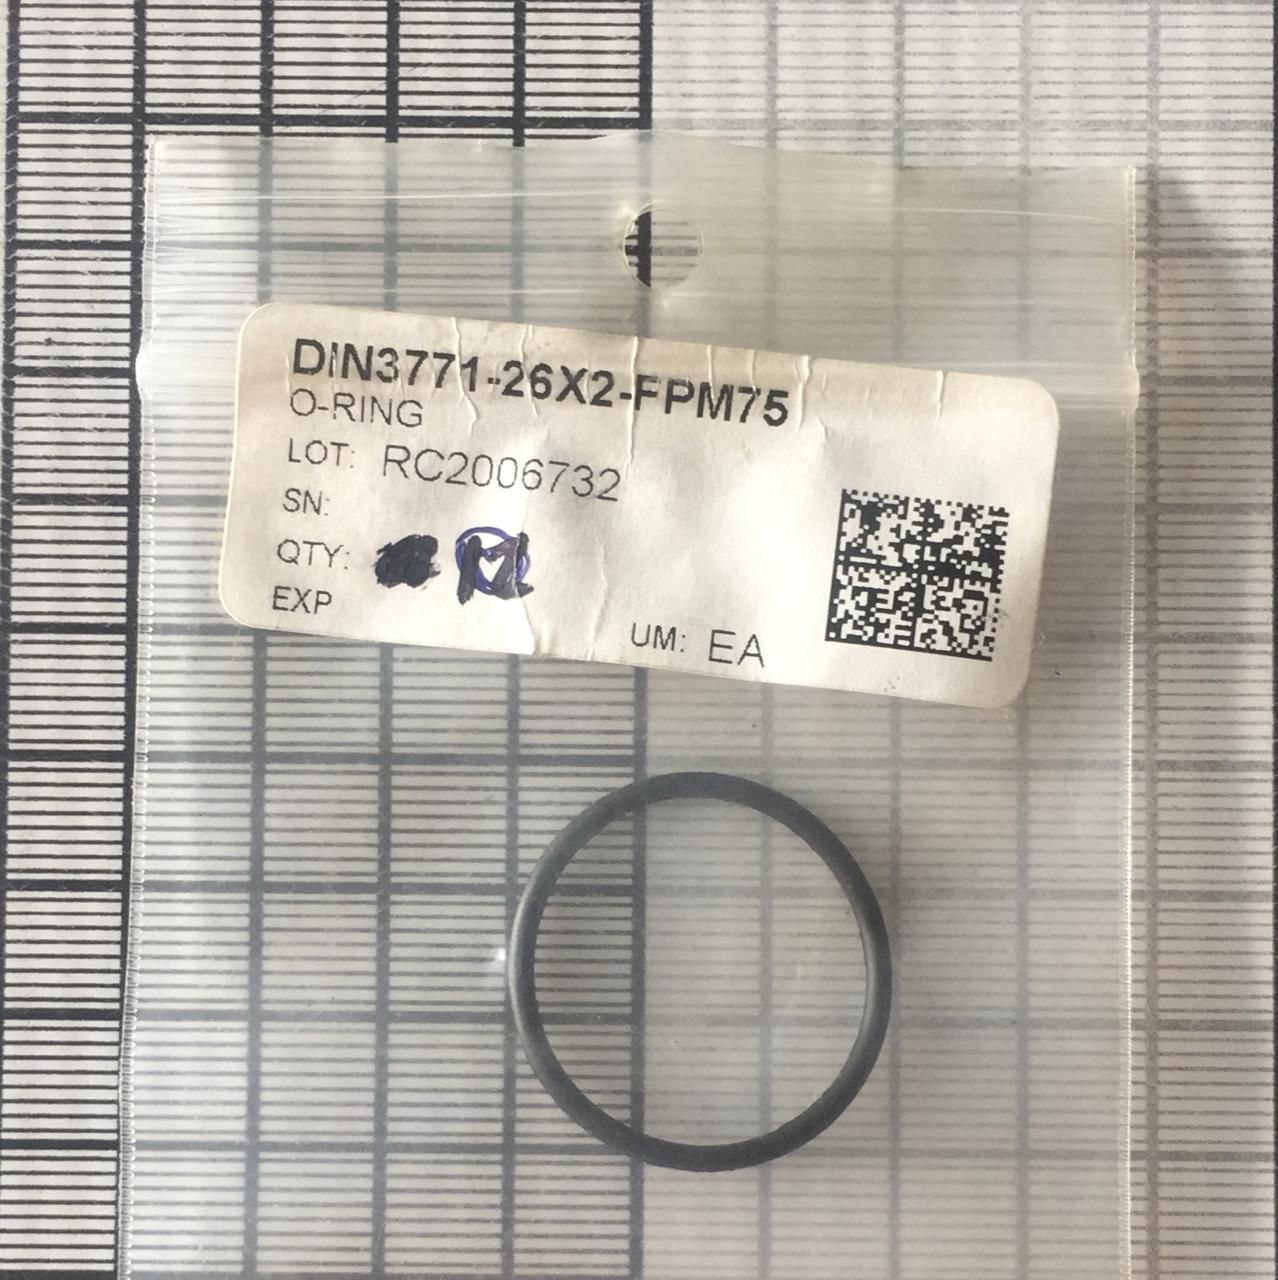 DIN3771-26X2-FPM75
O-RING
LOT: RC2006732
SN:
QTY:
EXP
UM: EA